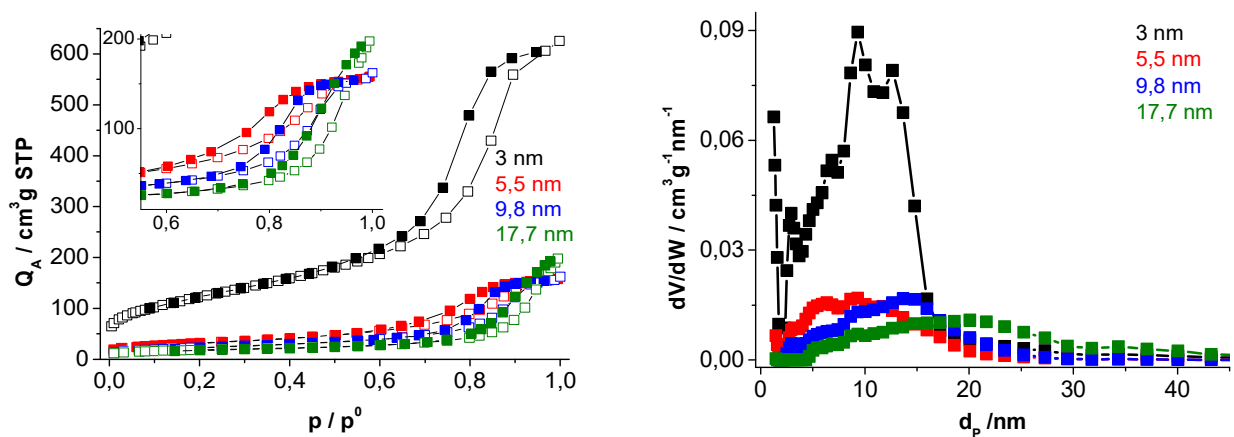 Q_A / cm³g STP
600
500
400
300
200
100
0
0,0 0,2 0,4 0,6 0,8 1,0
p / p⁰
200
100
0,6 0,8 1,0
3 nm
5,5 nm
9,8 nm
17,7 nm
dV/dW / cm³g⁻¹nm⁻¹
0,09
0,06
0,03
0,00
0 10 20 30 40
d_P /nm
3 nm
5,5 nm
9,8 nm
17,7 nm